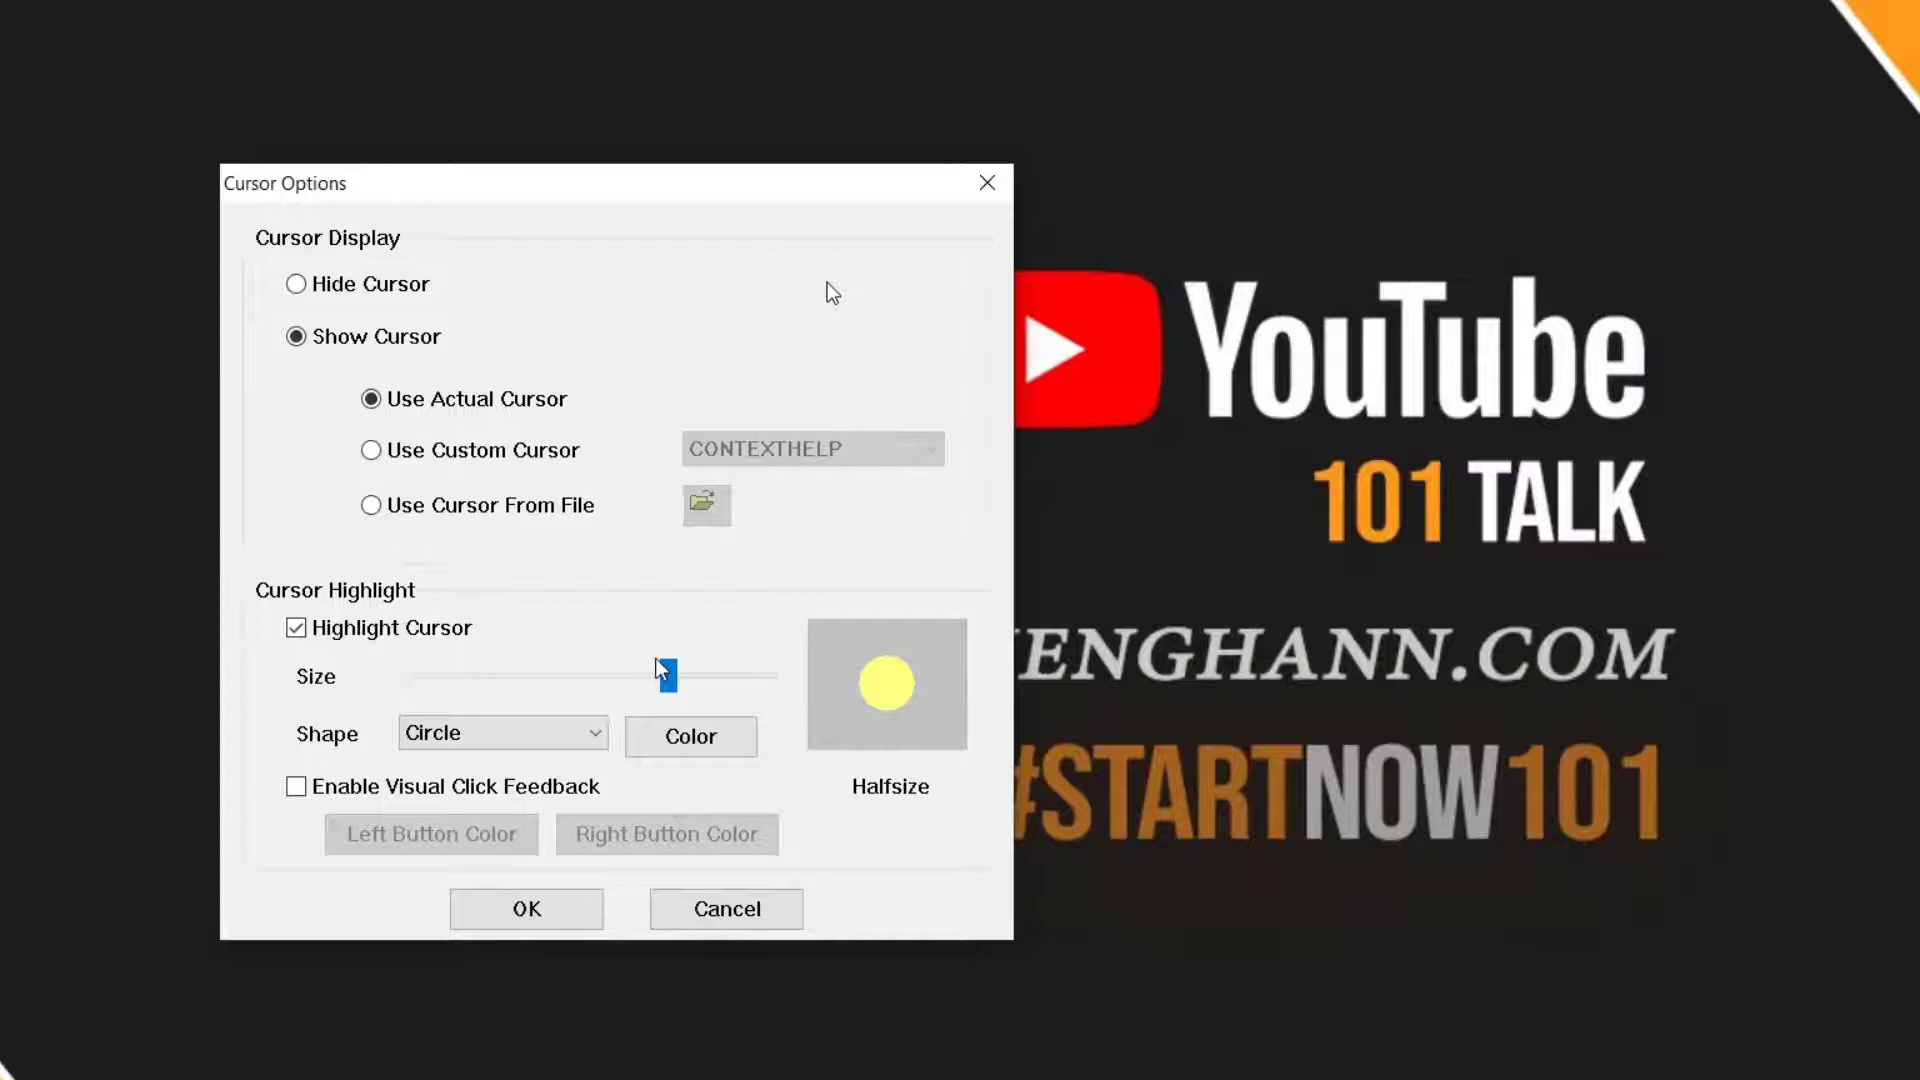 Cursor Options
Cursor Display
Hide Cursor
Show Cursor
Use Actual Cursor
Use Custom Cursor
CONTEXTHELP
Use Cursor From File
Cursor Highlight
Highlight Cursor
Size
Shape
Circle
Color
Enable Visual Click Feedback
Halfsize
Left Button Color
Right Button Color
OK
Cancel
YouTube
101 TALK
ENGHANN.COM
#STARTNOW101